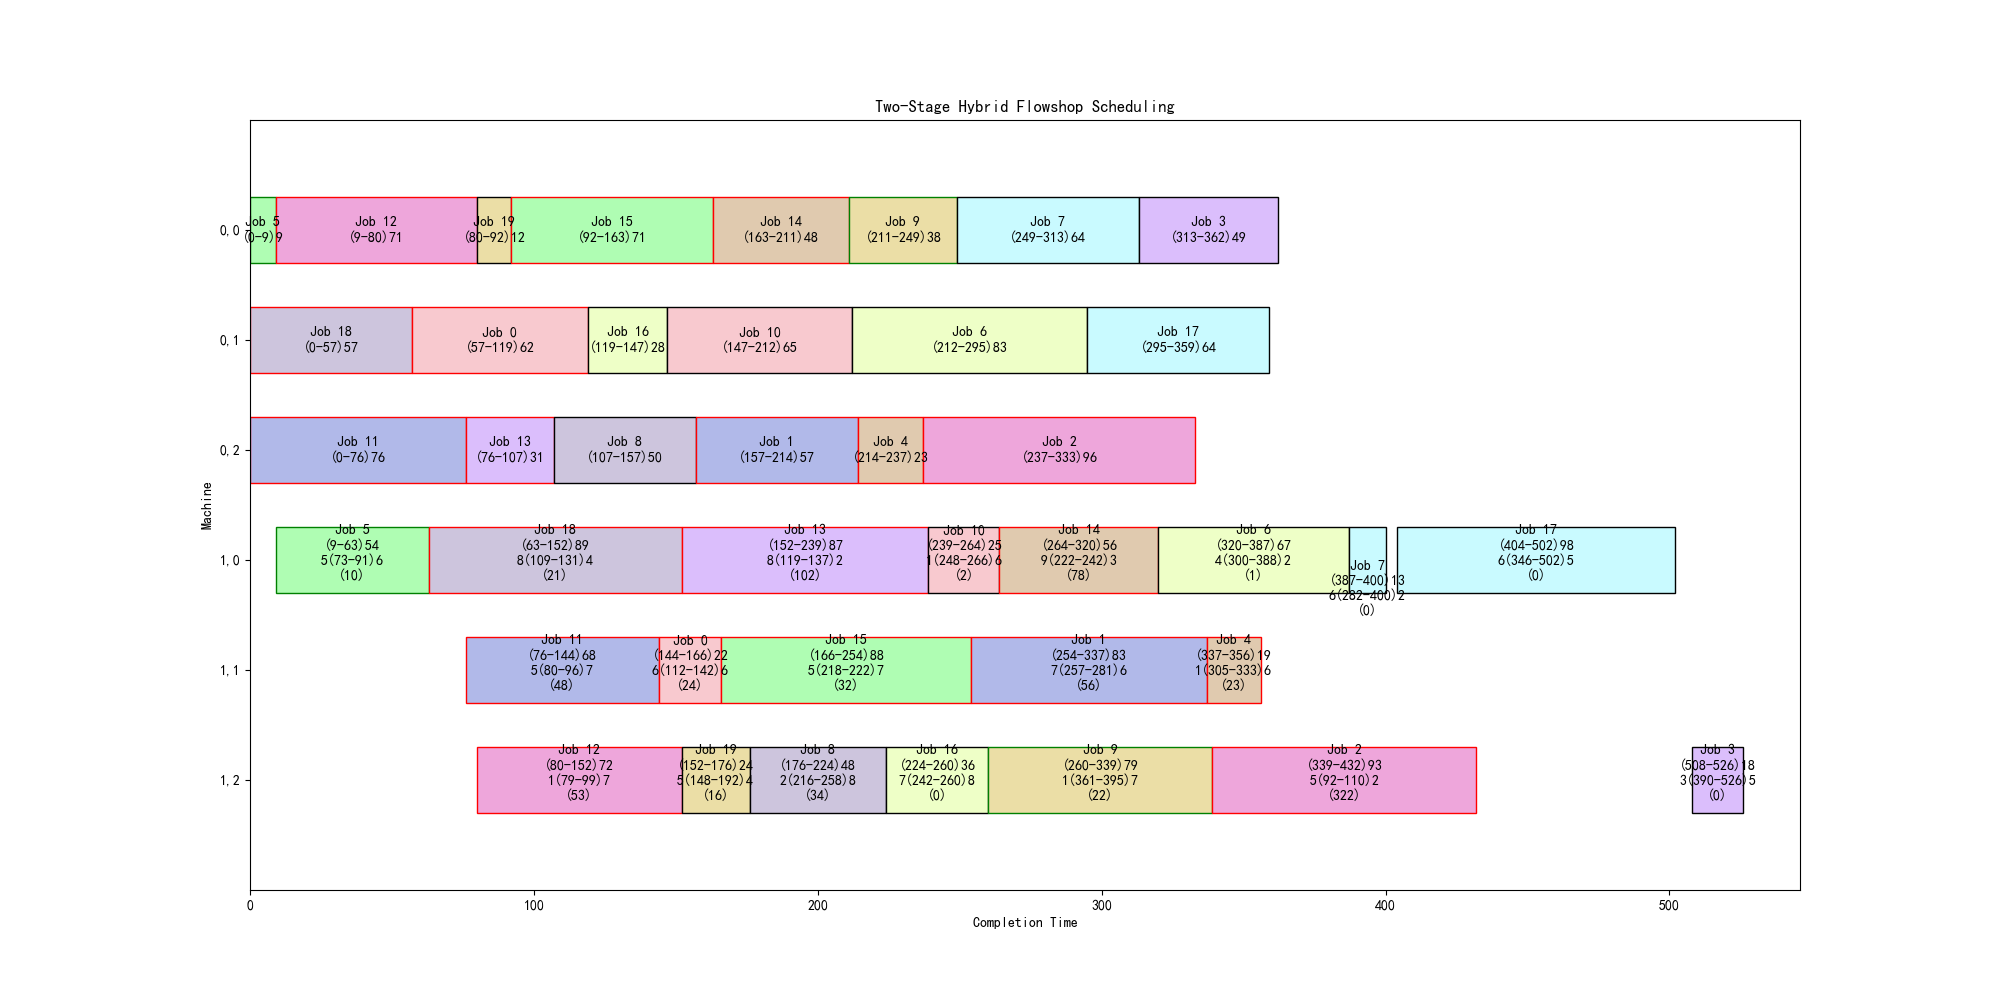 Two-Stage Hybrid Flowshop Scheduling
Machine
0,0
Job 5
(0-9)9
Job 12
(9-80)71
Job 19
(80-92)12
Job 15
(92-163)71
Job 14
(163-211)48
Job 9
(211-249)38
Job 7
(249-313)64
Job 3
(313-362)49
0,1
Job 18
(0-57)57
Job 0
(57-119)62
Job 16
(119-147)28
Job 10
(147-212)65
Job 6
(212-295)83
Job 17
(295-359)64
0,2
Job 11
(0-76)76
Job 13
(76-107)31
Job 8
(107-157)50
Job 1
(157-214)57
Job 4
(214-237)23
Job 2
(237-333)96
1,0
Job 5
(9-63)54
5(73-91)6
(10)
Job 18
(63-152)89
8(109-131)4
(21)
Job 13
(152-239)87
8(119-137)2
(102)
Job 10
(239-264)25
1(248-266)6
(2)
Job 14
(264-320)56
9(222-242)3
(78)
Job 6
(320-387)67
4(300-388)2
(1)
Job 7
(387-400)13
6(282-400)2
(0)
Job 17
(404-502)98
6(346-502)5
(0)
1,1
Job 11
(76-144)68
5(80-96)7
(48)
Job 0
(144-166)22
6(112-142)6
(24)
Job 15
(166-254)88
5(218-222)7
(32)
Job 1
(254-337)83
7(257-281)6
(56)
Job 4
(337-356)19
1(305-333)6
(23)
1,2
Job 12
(80-152)72
1(79-99)7
(53)
Job 19
(152-176)24
5(148-192)4
(16)
Job 8
(176-224)48
2(216-258)8
(34)
Job 16
(224-260)36
7(242-260)8
(0)
Job 9
(260-339)79
1(361-395)7
(22)
Job 2
(339-432)93
5(92-110)2
(322)
Job 3
(508-526)18
3(390-526)5
(0)
0 100 200 300 400 500
Completion Time